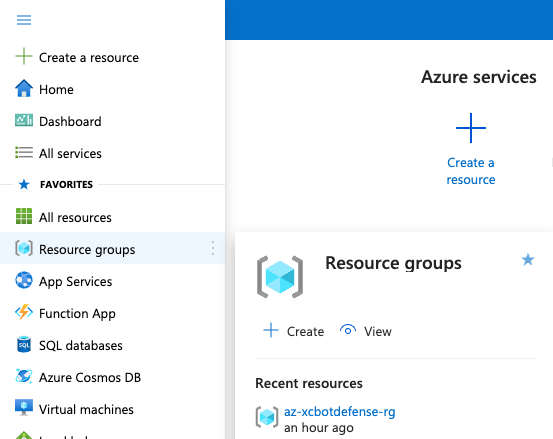 Create a resource
Home
Dashboard
All services
FAVORITES
All resources
Resource groups
App Services
Function App
SQL databases
Azure Cosmos DB
Virtual machines
Azure services
Create a
resource
Resource groups
Create
View
Recent resources
az-xcbotdefense-rg
an hour ago